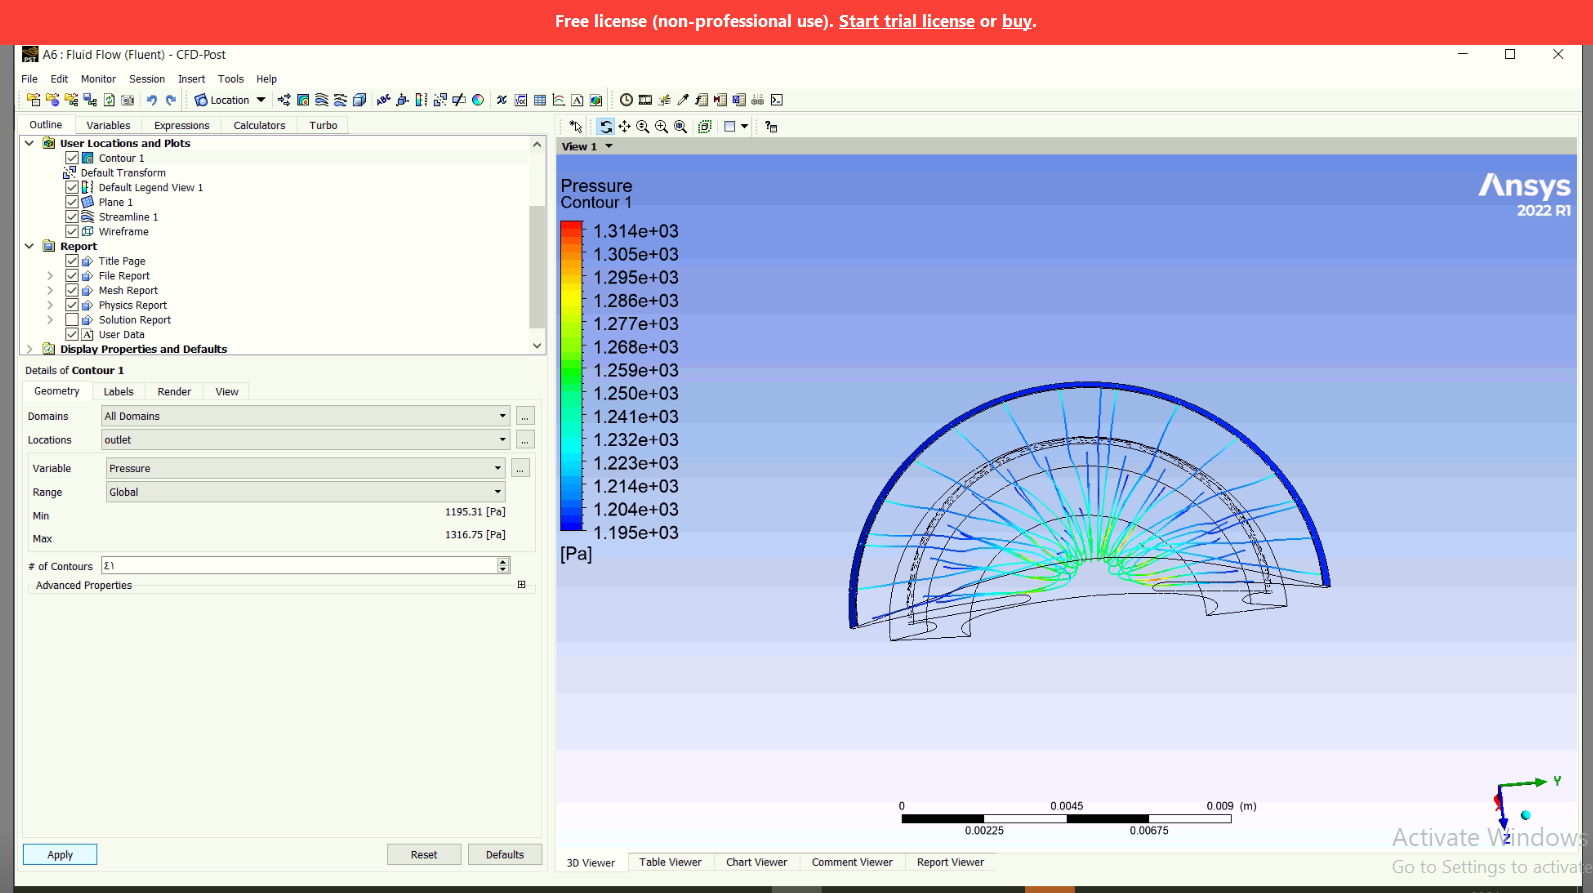 Free license (non-professional use). Start trial license or buy.
A6 : Fluid Flow (Fluent) - CFD-Post
File Edit Monitor Session Insert Tools Help
Location
Outline Variables Expressions Calculators Turbo
User Locations and Plots
Contour 1
Default Transform
Default Legend View 1
Plane 1
Streamline 1
Wireframe
Report
Title Page
File Report
Mesh Report
Physics Report
Solution Report
User Data
Display Properties and Defaults
Details of Contour 1
Geometry Labels Render View
Domains All Domains ...
Locations outlet ...
Variable Pressure ...
Range Global
Min 1195.31 [Pa]
Max 1316.75 [Pa]
# of Contours ٤١
Advanced Properties
Apply Reset Defaults
View 1
Pressure
Contour 1
1.314e+03
1.305e+03
1.295e+03
1.286e+03
1.277e+03
1.268e+03
1.259e+03
1.250e+03
1.241e+03
1.232e+03
1.223e+03
1.214e+03
1.204e+03
1.195e+03
[Pa]
Ansys
2022 R1
0 0.0045 0.009 (m)
0.00225 0.00675
Y
Z
Activate Windows
Go to Settings to activate
3D Viewer Table Viewer Chart Viewer Comment Viewer Report Viewer